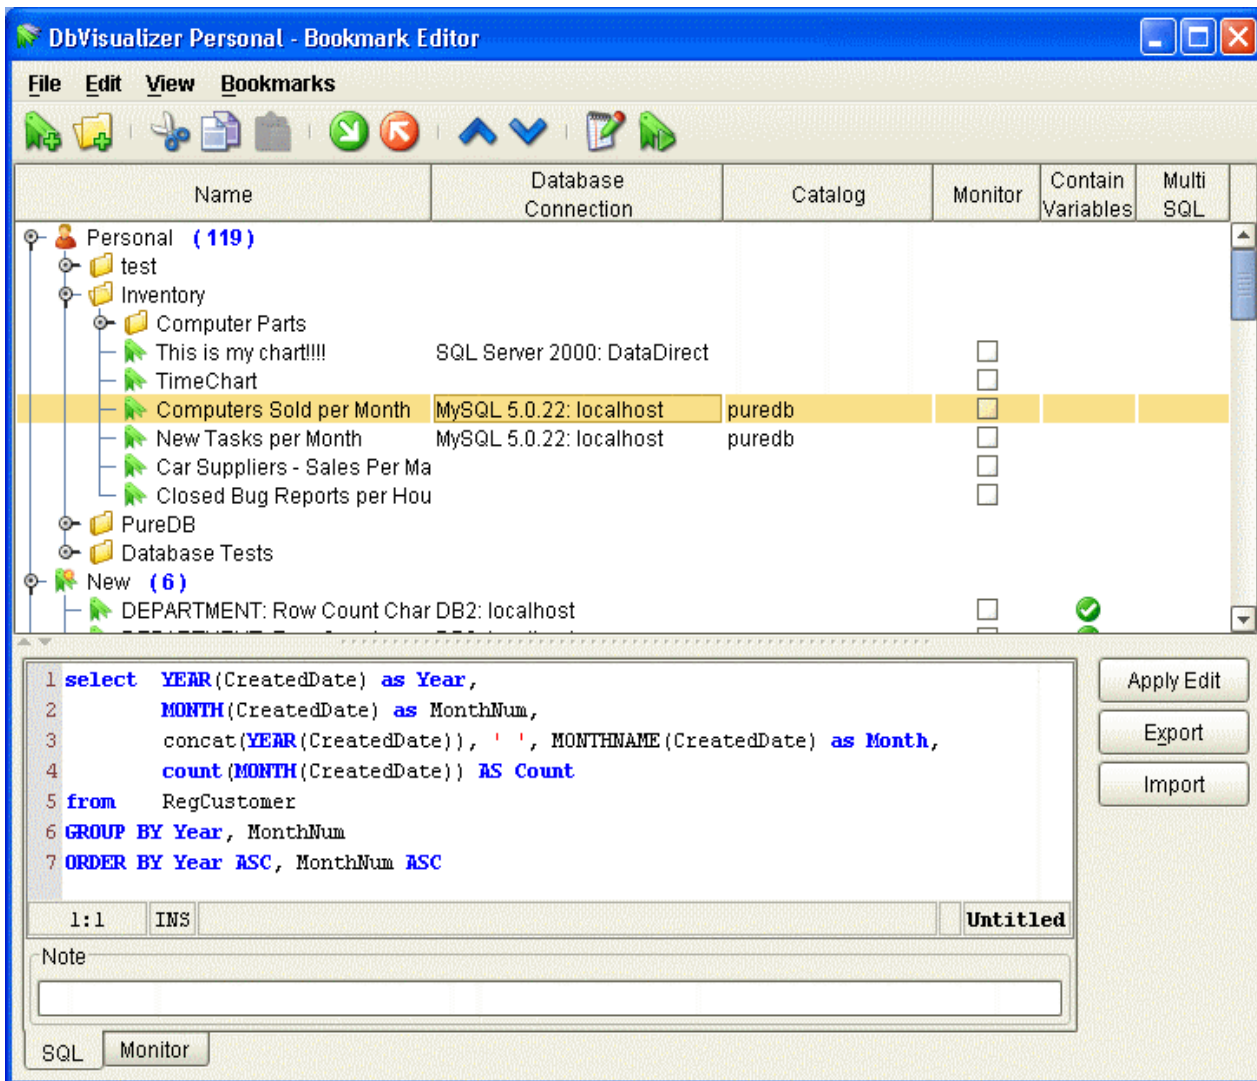 DbVisualizer Personal - Bookmark Editor
File Edit View Bookmarks
Name Database Connection Catalog Monitor Contain Variables Multi SQL
Personal (119)
test
Inventory
Computer Parts
This is my chart!!!! SQL Server 2000: DataDirect
TimeChart
Computers Sold per Month MySQL 5.0.22: localhost puredb
New Tasks per Month MySQL 5.0.22: localhost puredb
Car Suppliers - Sales Per Ma
Closed Bug Reports per Hou
PureDB
Database Tests
New (6)
DEPARTMENT: Row Count Char DB2: localhost
1 select YEAR(CreatedDate) as Year,
2 MONTH(CreatedDate) as MonthNum,
3 concat(YEAR(CreatedDate)), ' ', MONTHNAME(CreatedDate) as Month,
4 count(MONTH(CreatedDate)) AS Count
5 from RegCustomer
6 GROUP BY Year, MonthNum
7 ORDER BY Year ASC, MonthNum ASC
1:1 INS Untitled
Apply Edit
Export
Import
Note
SQL Monitor